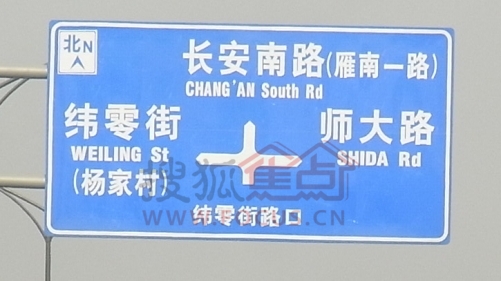 北N
长安南路(雁南一路)
CHANG'AN South Rd
纬零街
WEILING St
(杨家村)
师大路
SHIDA Rd
搜狐焦点
纬零街路口